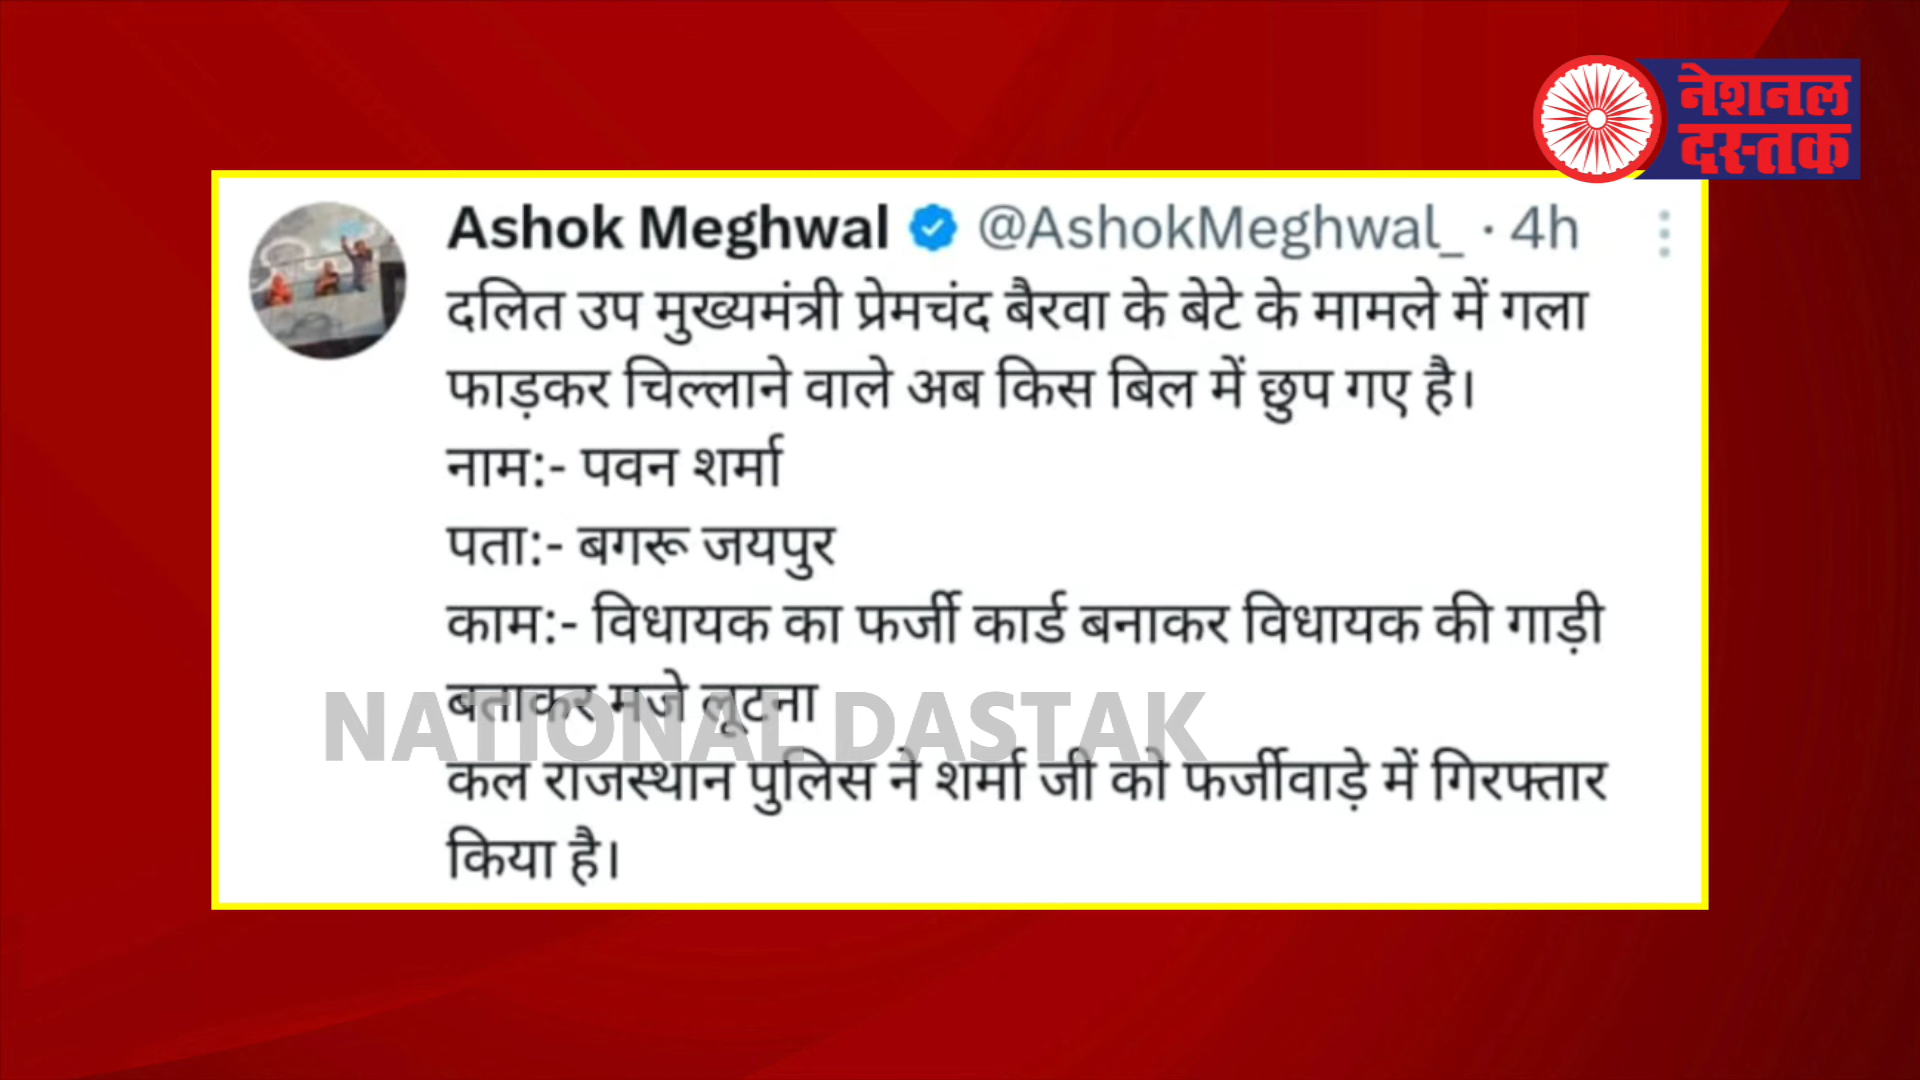 नेशनल
दस्तक
Ashok Meghwal @AshokMeghwal_ · 4h
दलित उप मुख्यमंत्री प्रेमचंद बैरवा के बेटे के मामले में गला
फाड़कर चिल्लाने वाले अब किस बिल में छुप गए है।
नाम:- पवन शर्मा
पता:- बगरू जयपुर
काम:- विधायक का फर्जी कार्ड बनाकर विधायक की गाड़ी
बताकर मजे लूटना
NATIONAL DASTAK
कल राजस्थान पुलिस ने शर्मा जी को फर्जीवाड़े में गिरफ्तार
किया है।